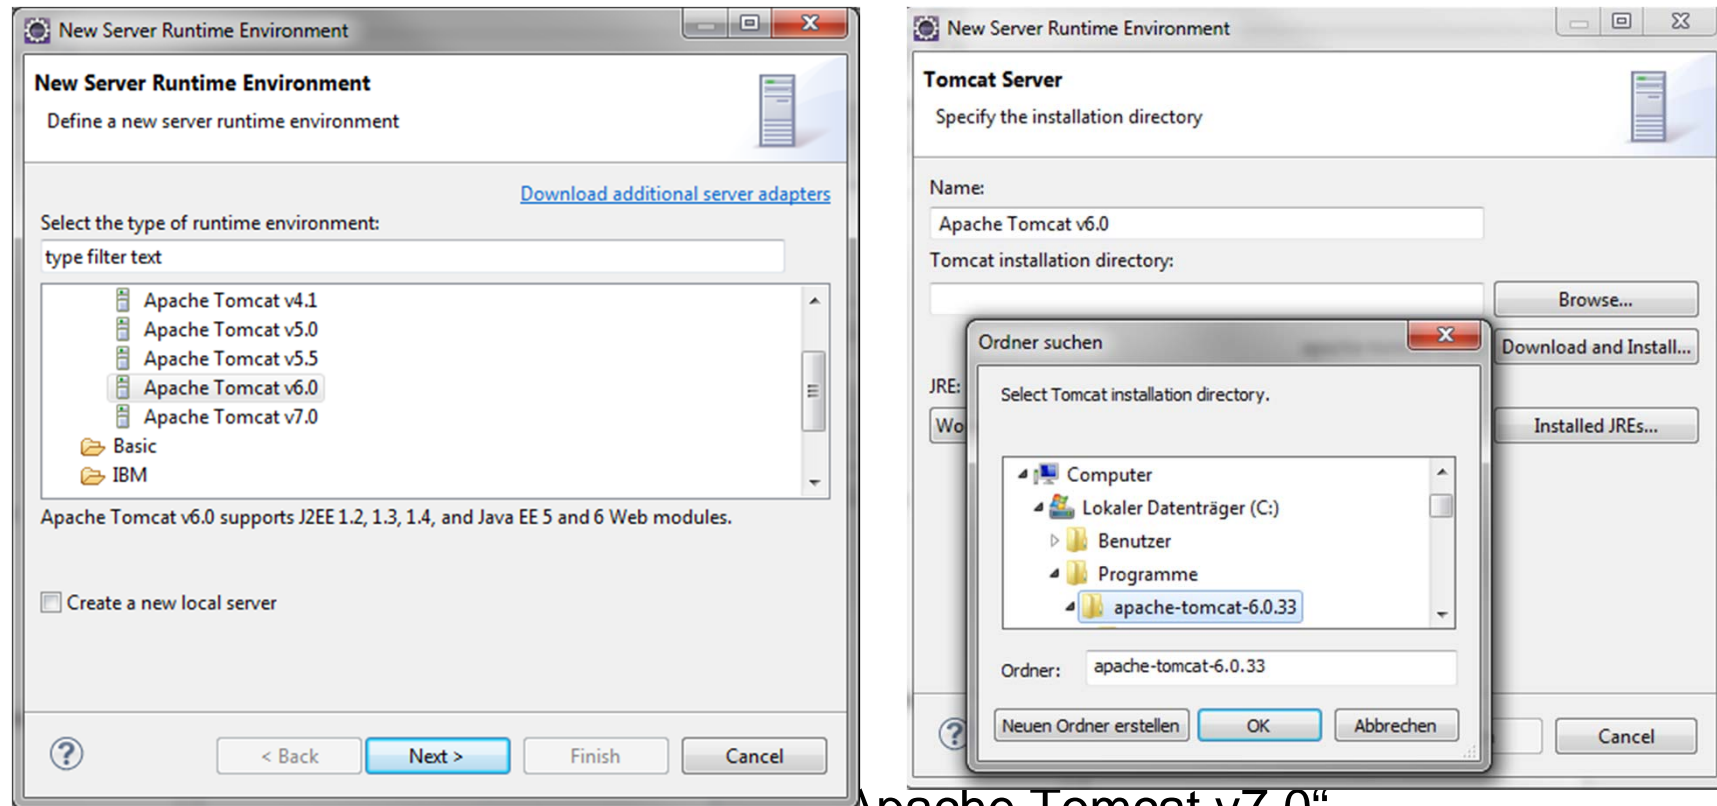 New Server Runtime Environment
New Server Runtime Environment
Define a new server runtime environment
Download additional server adapters
Select the type of runtime environment:
type filter text
Apache Tomcat v4.1
Apache Tomcat v5.0
Apache Tomcat v5.5
Apache Tomcat v6.0
Apache Tomcat v7.0
Basic
IBM
Apache Tomcat v6.0 supports J2EE 1.2, 1.3, 1.4, and Java EE 5 and 6 Web modules.
Create a new local server
< Back
Next >
Finish
Cancel
New Server Runtime Environment
Tomcat Server
Specify the installation directory
Name:
Apache Tomcat v6.0
Tomcat installation directory:
Browse...
Download and Install...
JRE:
Wo
Installed JREs...
Ordner suchen
Select Tomcat installation directory.
Computer
Lokaler Datenträger (C:)
Benutzer
Programme
apache-tomcat-6.0.33
Ordner:
apache-tomcat-6.0.33
Neuen Ordner erstellen
OK
Abbrechen
Cancel
Apache Tomcat v7.0“